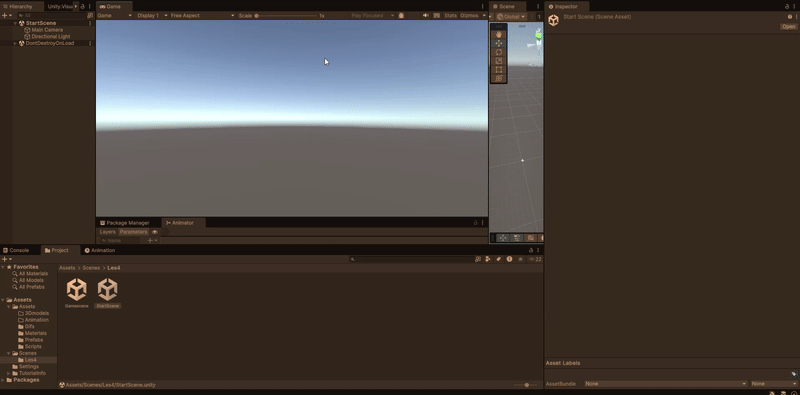 Hierarchy Unity Visu
Game
Scene
Inspector
Game Display 1 Free Aspect Scale 1x Play Focused Stats Gizmos
Global
Start Scene (Scene Asset)
Open
All
StartScene
Main Camera
Directional Light
DontDestroyOnLoad
Package Manager Animator
Layers Parameters
Name
Console Project Animation
22
Favorites
All Materials
All Models
All Prefabs
Assets
Assets
3Dmodels
Animation
Gifs
Materials
Prefabs
Scripts
Scenes
Les4
Settings
TutorialInfo
Packages
Assets > Scenes > Les4
StartScene
Assets/Scenes/Les4/StartScene.unity
Asset Labels
AssetBundle None None